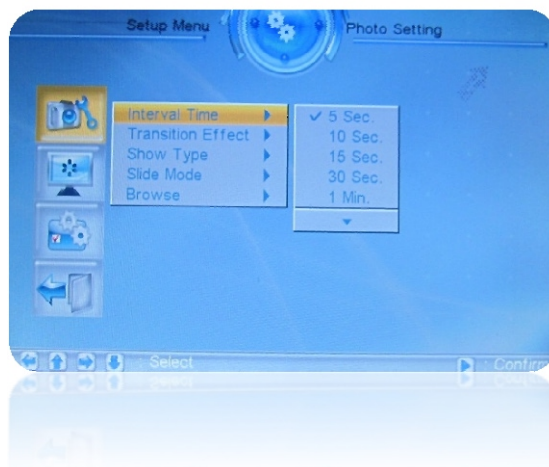 Setup Menu
Photo Setting
Interval Time
Transition Effect
Show Type
Slide Mode
Browse
✓ 5 Sec.
10 Sec.
15 Sec.
30 Sec.
1 Min.
: Select
: Confirm